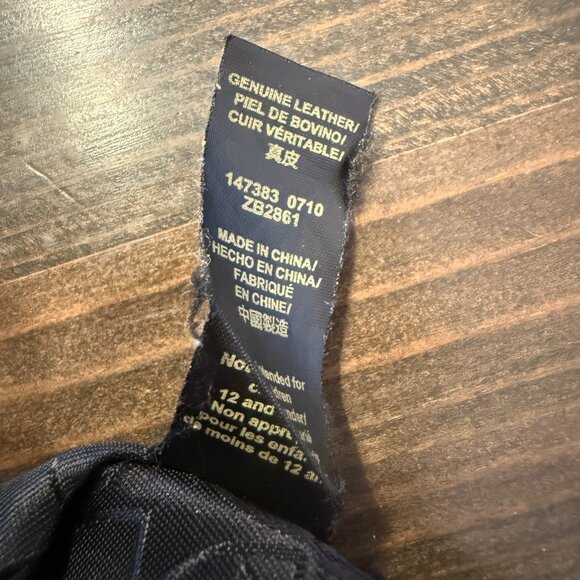 GENUINE LEATHER/
PIEL DE BOVINO/
CUIR VÉRITABLE/
真皮
147383 0710
ZB2861
MADE IN CHINA/
HECHO EN CHINA/
FABRIQUÉ
EN CHINE/
中國製造
Not intended for
12 and
Non
pour les
de moins de 12